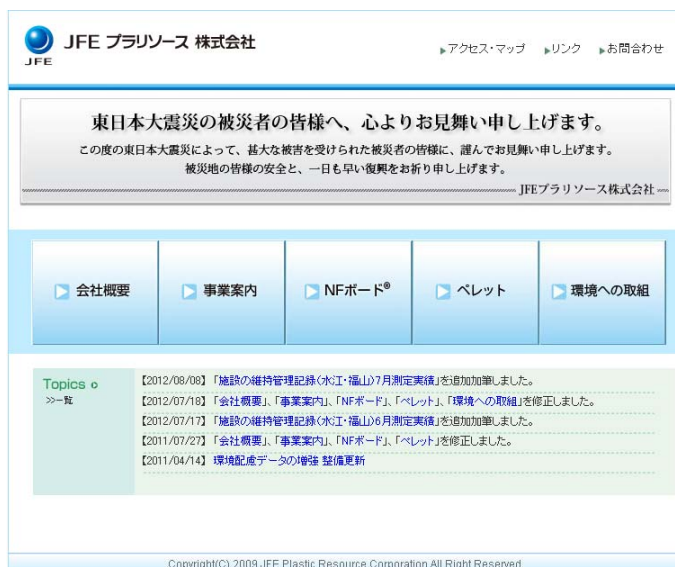 JFE プラリソース 株式会社
JFE
アクセス・マップ リンク お問合わせ
東日本大震災の被災者の皆様へ、心よりお見舞い申し上げます。
この度の東日本大震災によって、甚大な被害を受けられた被災者の皆様に、謹んでお見舞い申し上げます。
被災地の皆様の安全と、一日も早い復興をお祈り申し上げます。
JFEプラリソース株式会社
会社概要 事業案内 NFボード® ペレット 環境への取組
Topics
>>一覧
【2012/08/08】「施設の維持管理記録(水江・福山)7月測定実績」を追加加筆しました。
【2012/07/18】「会社概要」、「事業案内」、「NFボード」、「ペレット」、「環境への取組」を修正しました。
【2012/07/17】「施設の維持管理記録(水江・福山)6月測定実績」を追加加筆しました。
【2011/07/27】「会社概要」、「事業案内」、「NFボード」、「ペレット」を修正しました。
【2011/04/14】 環境配慮データの増強 整備更新
Copyright(C) 2009 JFE Plastic Resource Corporation All Right Reserved